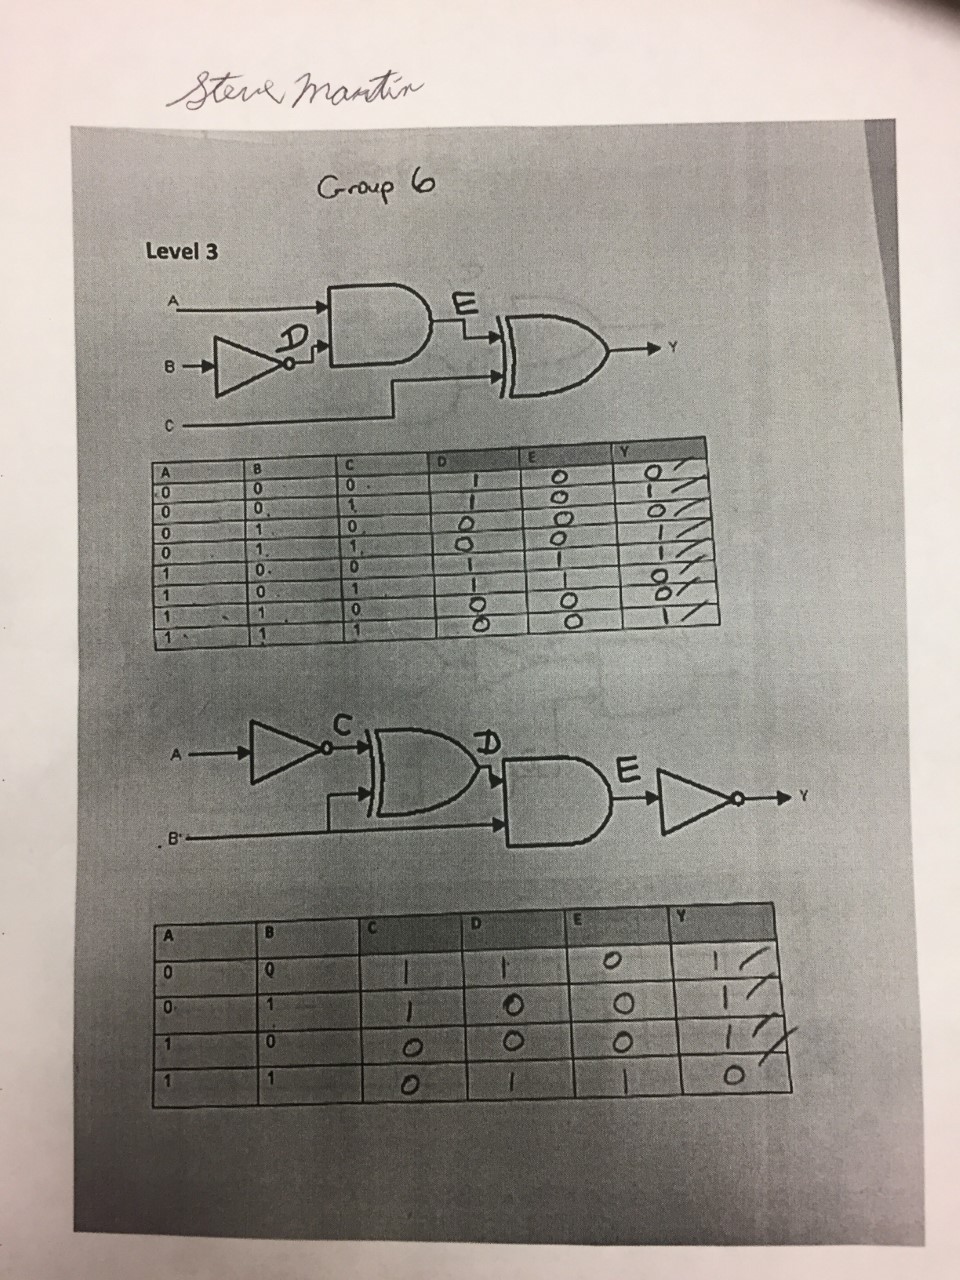 Steve Martin
Group 6
Level 3
A
E
D
B
Y
C
A B C D E Y
0 0 0 1 0 0
0 0 1 1 0 1
0 1 0 0 0 0
0 1 1 0 0 1
1 0 0 1 1 1
1 0 1 1 1 0
1 1 0 0 0 0
1 1 1 0 0 1
C
D
A
E
Y
B
A B C D E Y
0 0 1 1 0 1
0 1 1 0 0 1
1 0 0 0 0 1
1 1 0 1 1 0